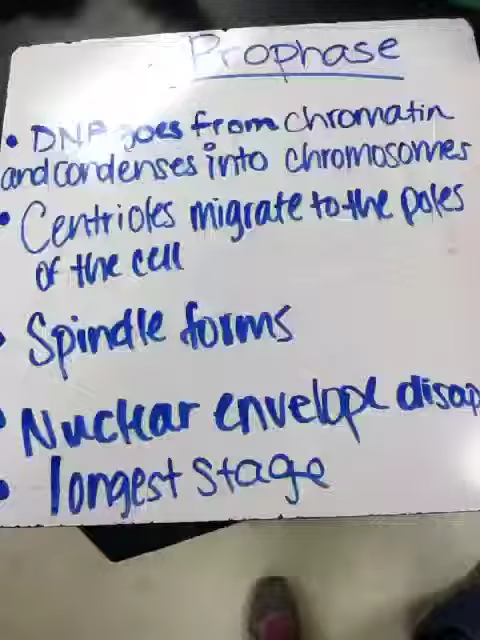 Prophase
• DNA goes from chromatin
and condenses into chromosomes
• Centrioles migrate to the poles
of the cell
• Spindle forms
• Nuclear envelope disap
• longest stage